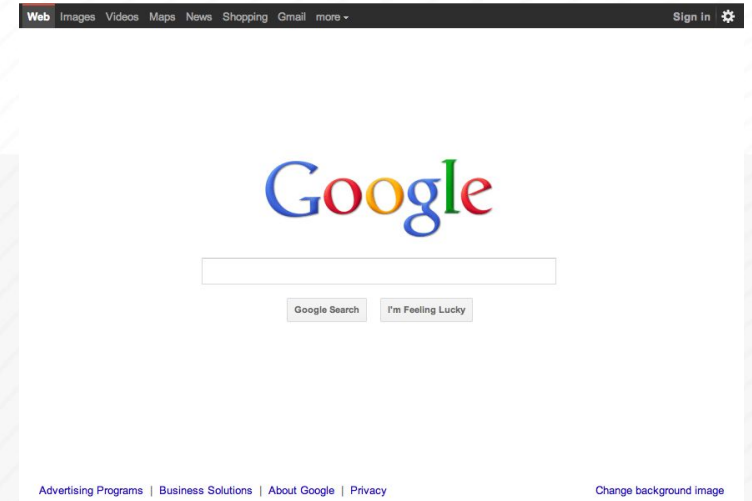 Web Images Videos Maps News Shopping Gmail more Sign in
Google
Google Search I'm Feeling Lucky
Advertising Programs | Business Solutions | About Google | Privacy Change background image